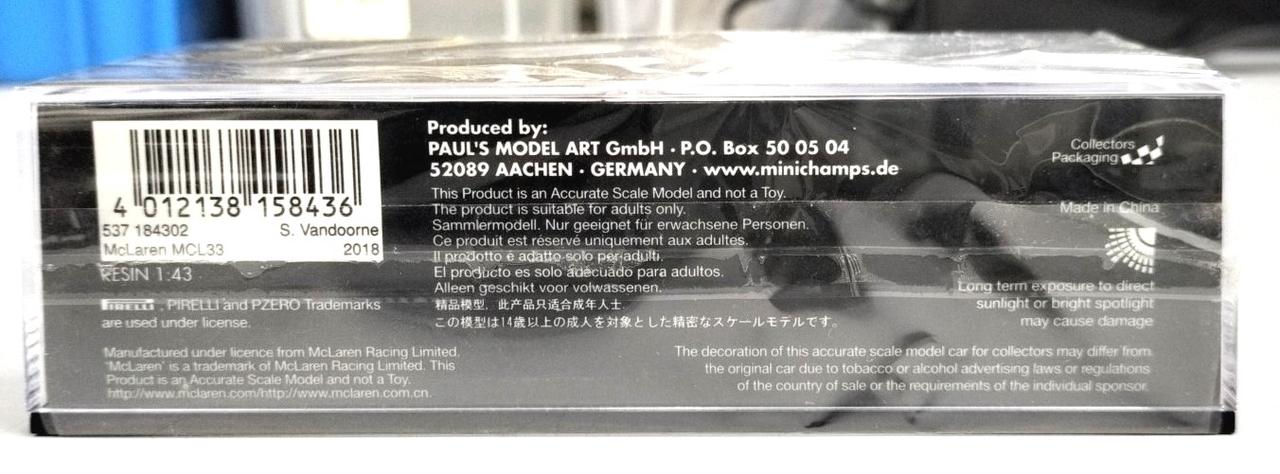 4 012138 158436
537 184302 S. Vandoorne
McLaren MCL33 2018
RESIN 1:43
PIRELLI , PIRELLI and PZERO Trademarks
are used under license.
Manufactured under licence from McLaren Racing Limited.
'McLaren' is a trademark of McLaren Racing Limited. This
Product is an Accurate Scale Model and not a Toy.
http://www.mclaren.com/http://www.mclaren.com.cn.
Produced by:
PAUL'S MODEL ART GmbH · P.O. Box 50 05 04
52089 AACHEN · GERMANY · www.minichamps.de
This Product is an Accurate Scale Model and not a Toy.
The product is suitable for adults only.
Sammlermodell. Nur geeignet für erwachsene Personen.
Ce produit est réservé uniquement aux adultes.
Il prodotto è adatto solo per adulti.
El producto es solo adecuado para adultos.
Alleen geschikt voor volwassenen.
精品模型，此产品只适合成年人士.
この模型は14歳以上の成人を対象とした精密なスケールモデルです。
Collectors
Packaging
Made in China
Long term exposure to direct
sunlight or bright spotlight
may cause damage
The decoration of this accurate scale model car for collectors may differ from
the original car due to tobacco or alcohol advertising laws or regulations
of the country of sale or the requirements of the individual sponsor.